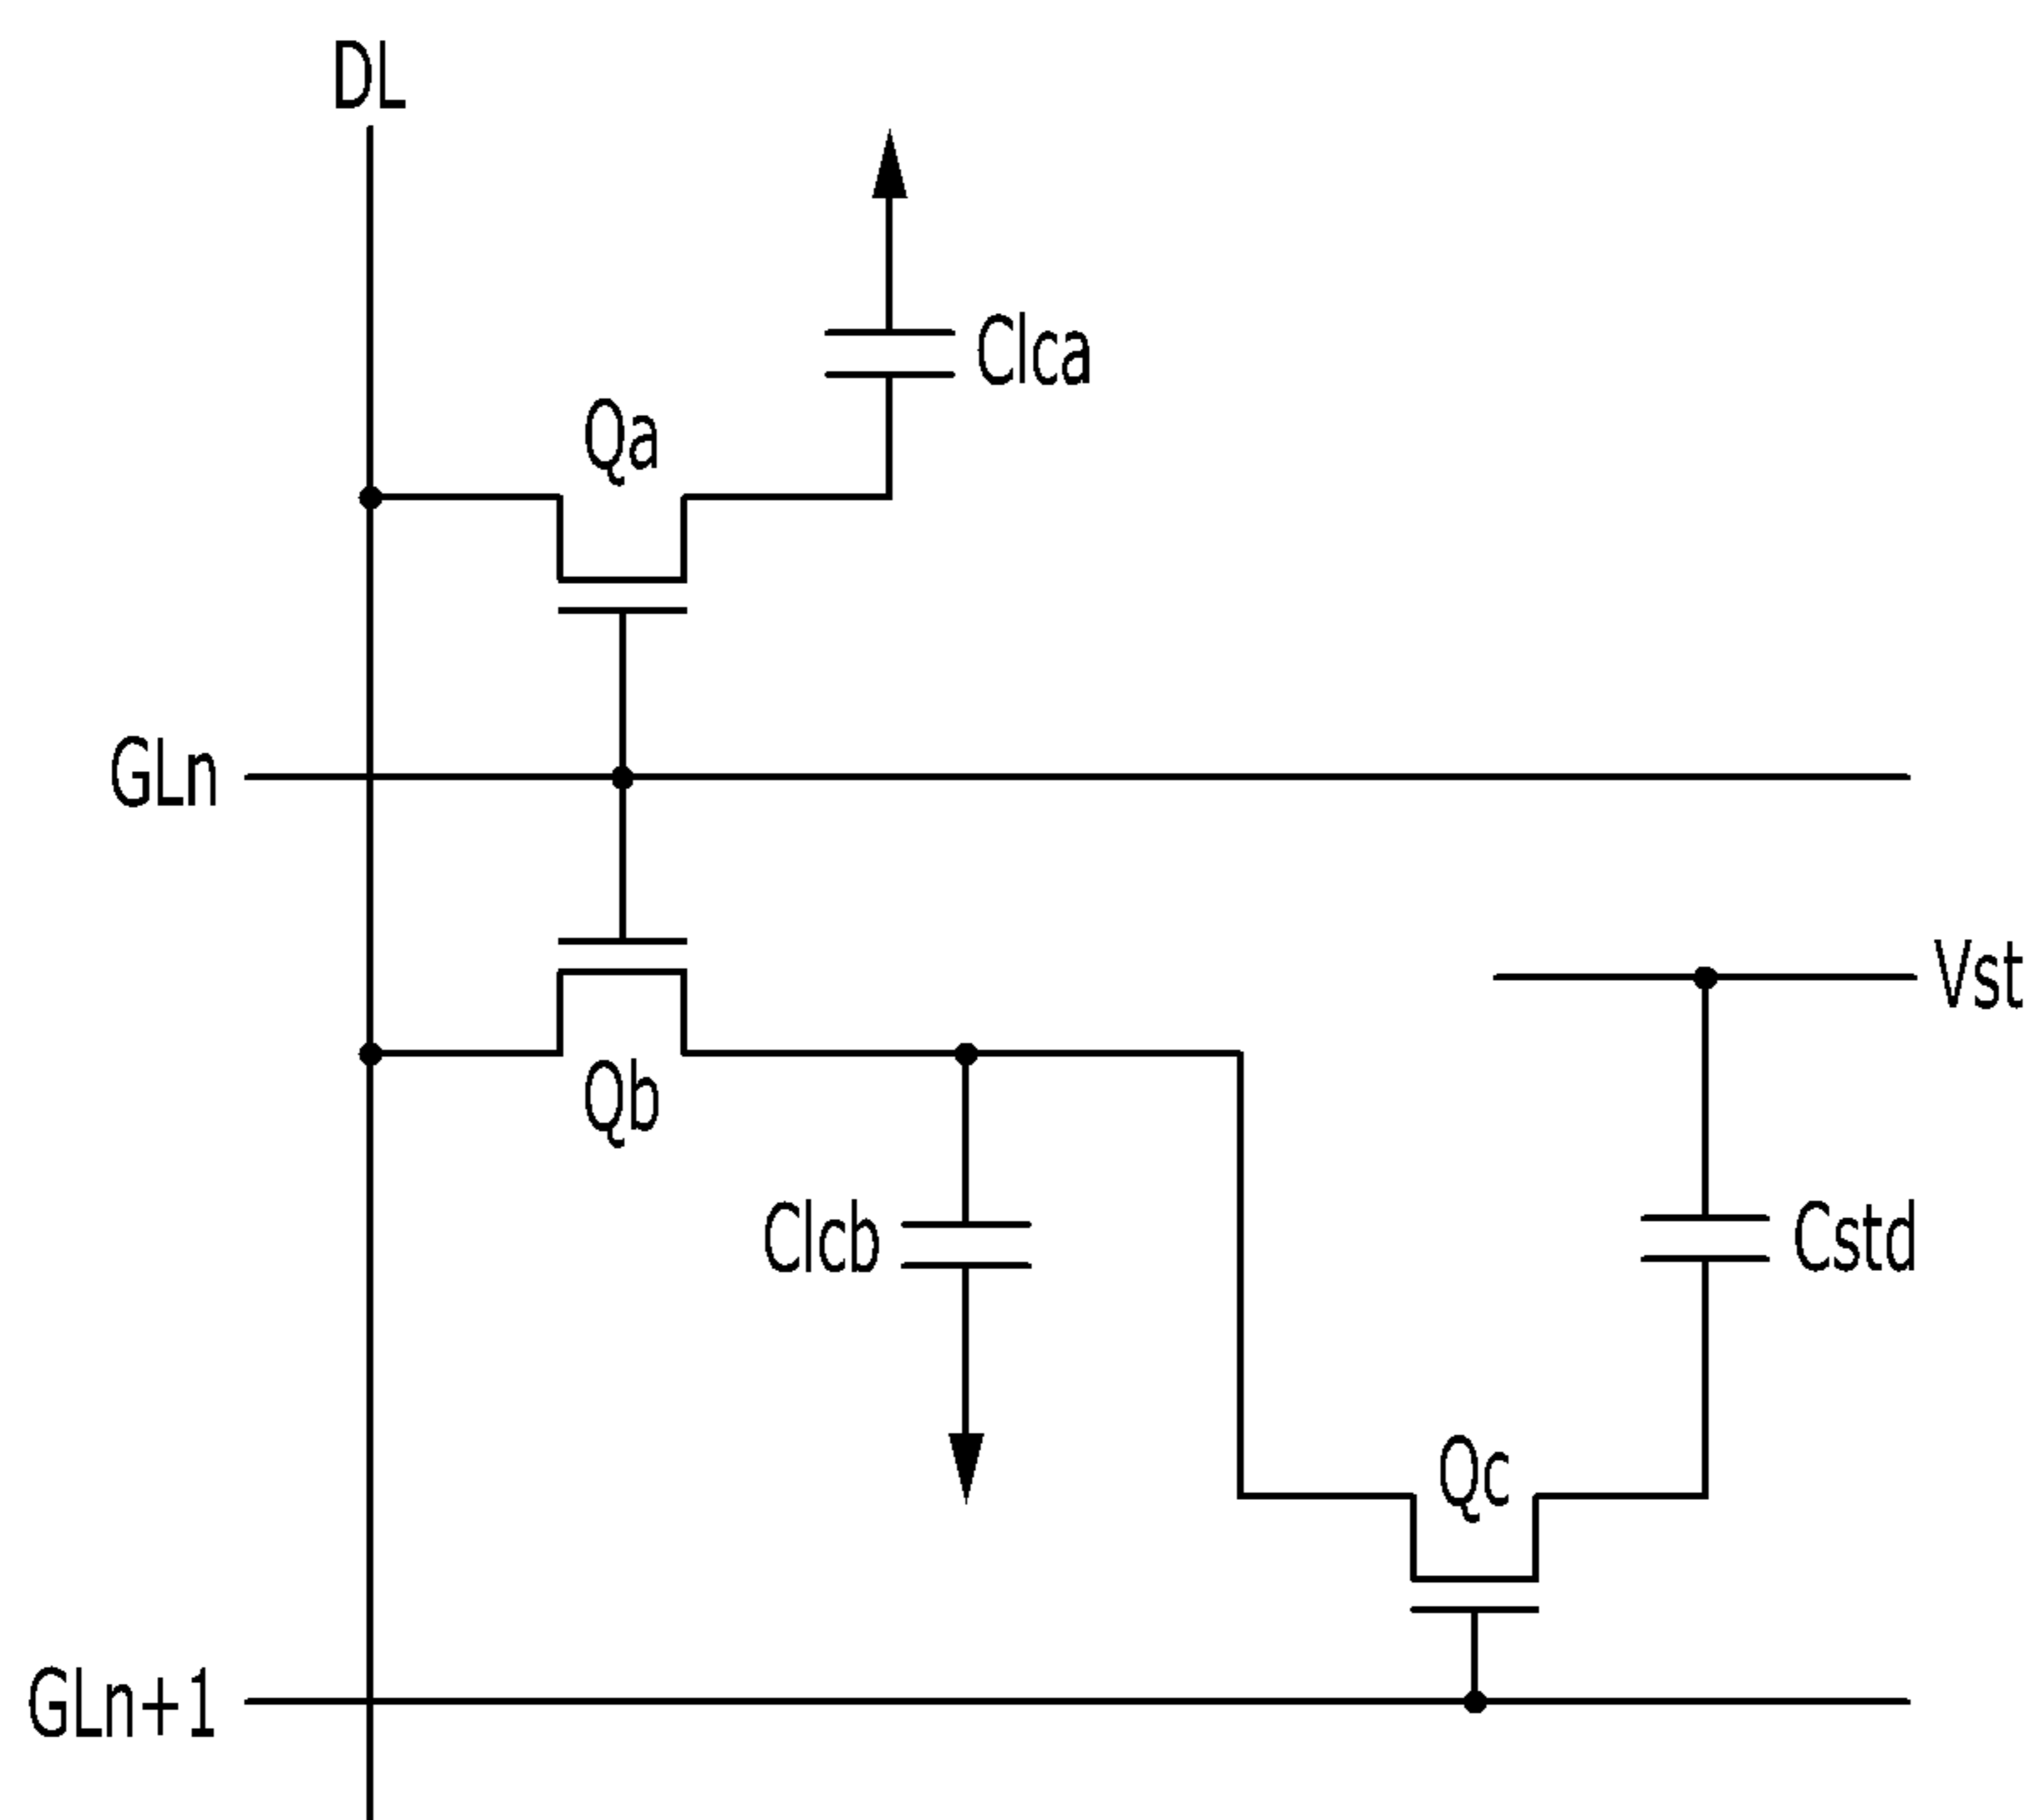 DL
Clca
Qa
GLn
Vst
Qb
Clcb
Cstd
Qc
GLn+1